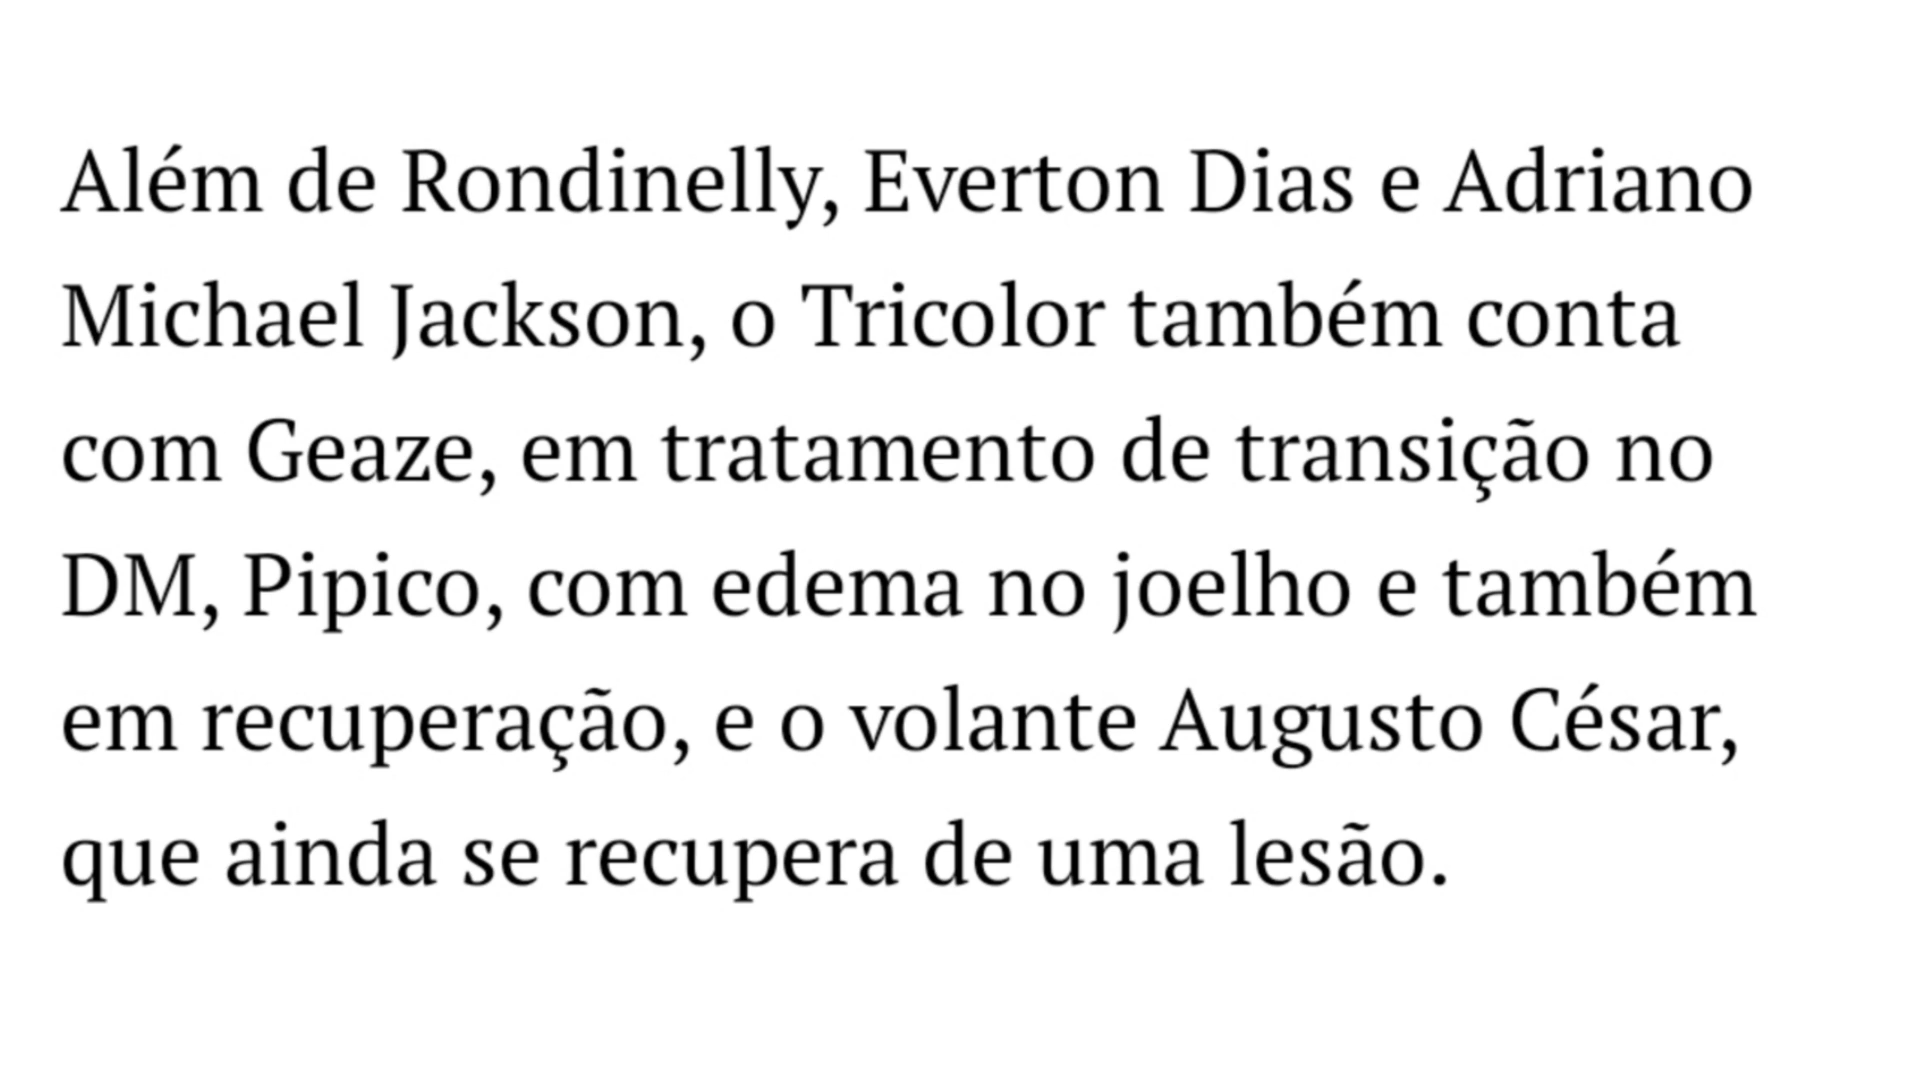 Além de Rondinelly, Everton Dias e Adriano
Michael Jackson, o Tricolor também conta
com Geaze, em tratamento de transição no
DM, Pipico, com edema no joelho e também
em recuperação, e o volante Augusto César,
que ainda se recupera de uma lesão.